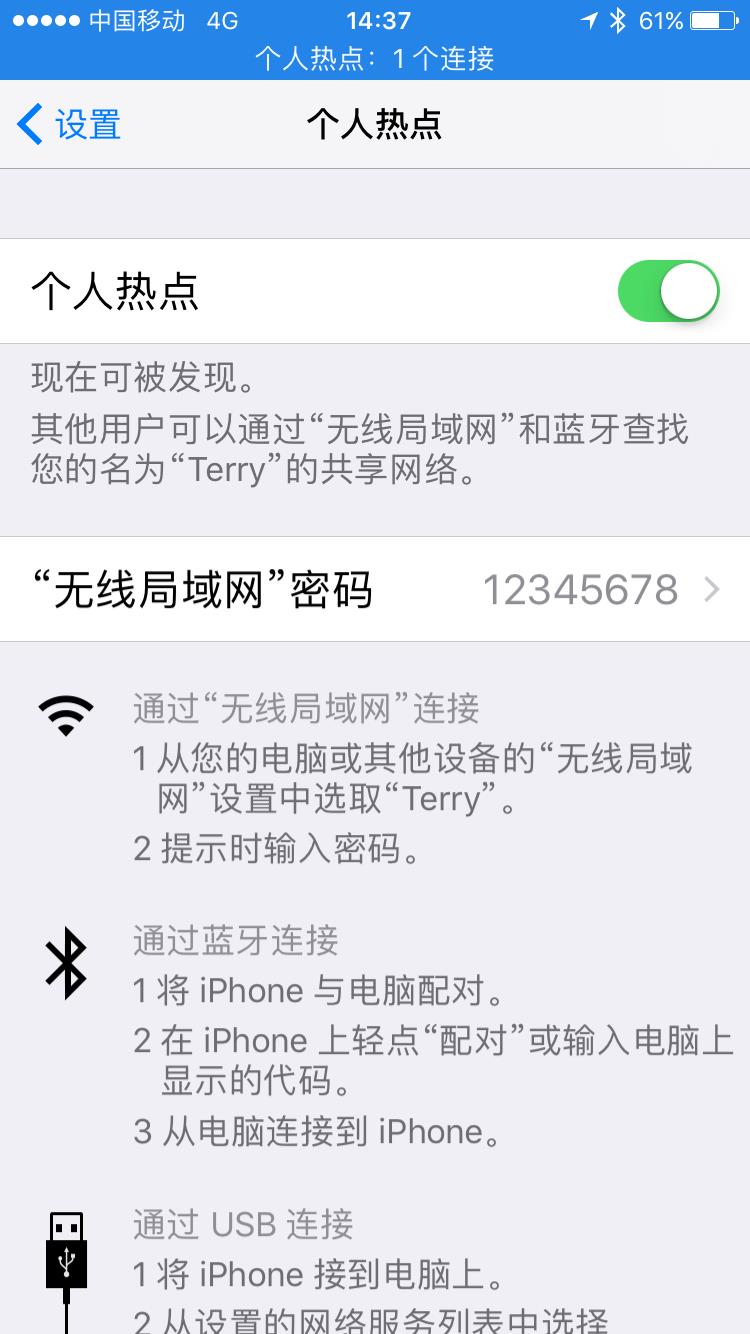 中国移动 4G 14:37 61%
个人热点：1 个连接
设置 个人热点
个人热点
现在可被发现。
其他用户可以通过“无线局域网”和蓝牙查找
您的名为“Terry”的共享网络。
“无线局域网”密码 12345678
通过“无线局域网”连接
1 从您的电脑或其他设备的“无线局域
网”设置中选取“Terry”。
2 提示时输入密码。
通过蓝牙连接
1 将 iPhone 与电脑配对。
2 在 iPhone 上轻点“配对”或输入电脑上
显示的代码。
3 从电脑连接到 iPhone。
通过 USB 连接
1 将 iPhone 接到电脑上。
2 从设置的网络服务列表中选择